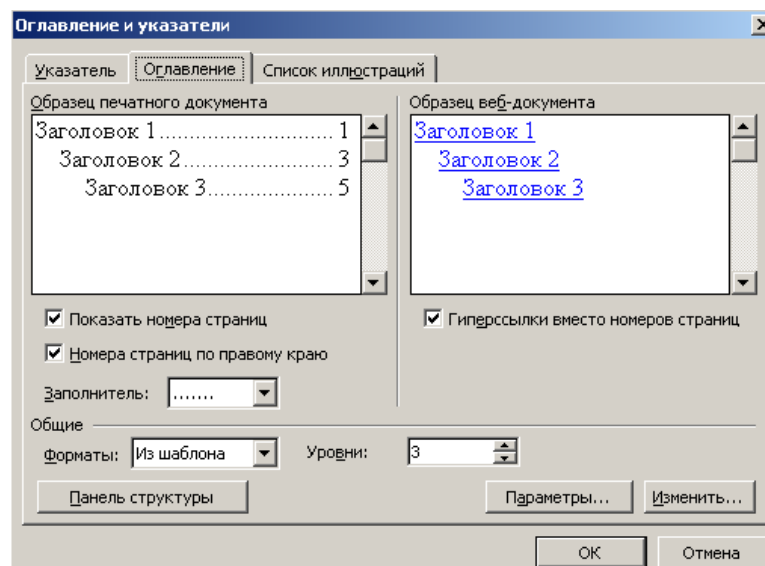 Оглавление и указатели
Указатель Оглавление Список иллюстраций
Образец печатного документа
Заголовок 1............................. 1
Заголовок 2......................... 3
Заголовок 3..................... 5
Образец веб-документа
Заголовок 1
Заголовок 2
Заголовок 3
Показать номера страниц
Номера страниц по правому краю
Заполнитель: .......
Гиперссылки вместо номеров страниц
Общие
Форматы: Из шаблона Уровни: 3
Панель структуры Параметры... Изменить...
ОК Отмена